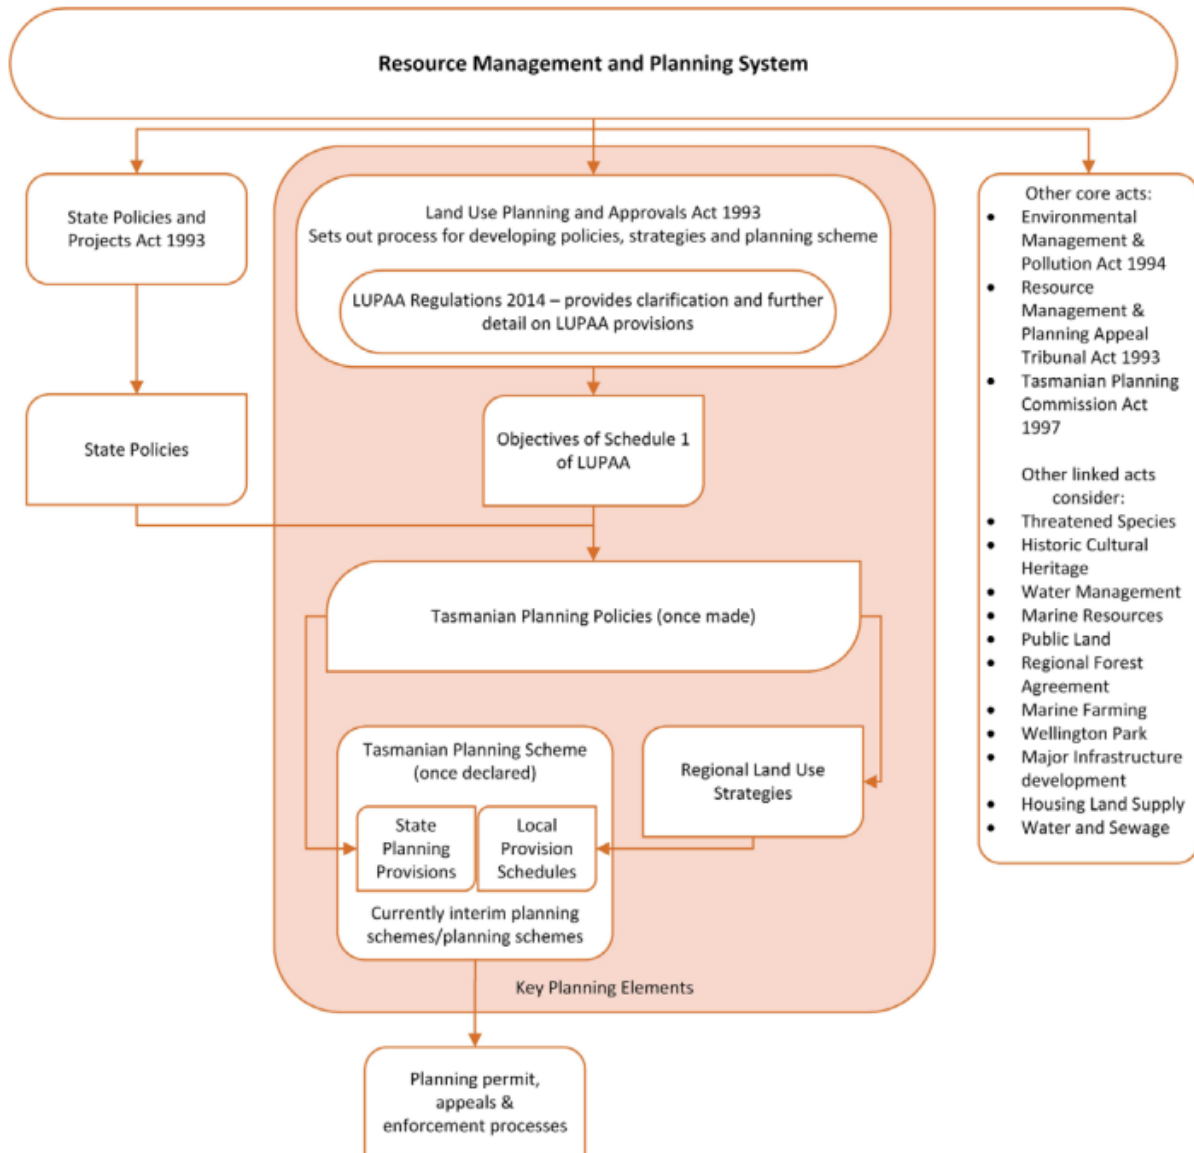 Resource Management and Planning System
State Policies and
Projects Act 1993
State Policies
Land Use Planning and Approvals Act 1993
Sets out process for developing policies, strategies and planning scheme
LUPAA Regulations 2014 – provides clarification and further
detail on LUPAA provisions
Objectives of Schedule 1
of LUPAA
Tasmanian Planning Policies (once made)
Tasmanian Planning Scheme
(once declared)
State
Planning
Provisions
Local
Provision
Schedules
Currently interim planning
schemes/planning schemes
Regional Land Use
Strategies
Key Planning Elements
Planning permit,
appeals &
enforcement processes
Other core acts:
• Environmental
Management &
Pollution Act 1994
• Resource
Management &
Planning Appeal
Tribunal Act 1993
• Tasmanian Planning
Commission Act
1997
Other linked acts
consider:
• Threatened Species
• Historic Cultural
Heritage
• Water Management
• Marine Resources
• Public Land
• Regional Forest
Agreement
• Marine Farming
• Wellington Park
• Major Infrastructure
development
• Housing Land Supply
• Water and Sewage